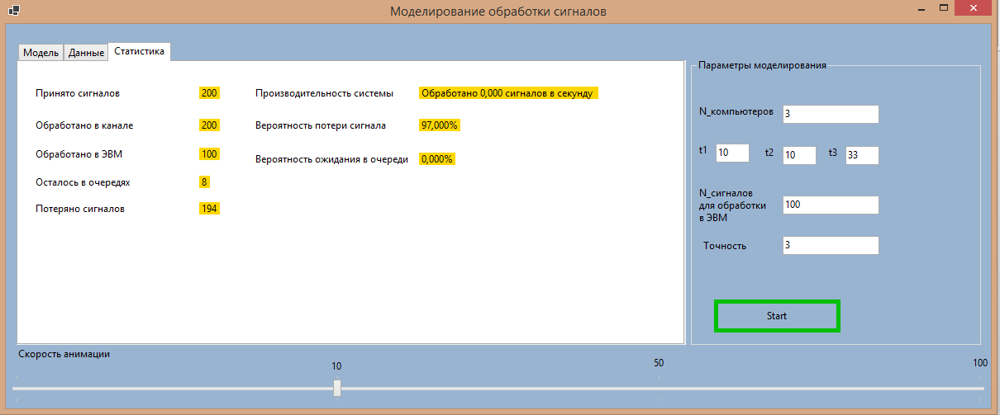 Моделирование обработки сигналов
Модель Данные Статистика
Принято сигналов 200
Обработано в канале 200
Обработано в ЭВМ 100
Осталось в очередях 8
Потеряно сигналов 194
Производительность системы Обработано 0,000 сигналов в секунду
Вероятность потери сигнала 97,000%
Вероятность ожидания в очереди 0,000%
Параметры моделирования
N_компьютеров 3
t1 10 t2 10 t3 33
N_сигналов
для обработки
в ЭВМ
100
Точность 3
Start
Скорость анимации
10 50 100